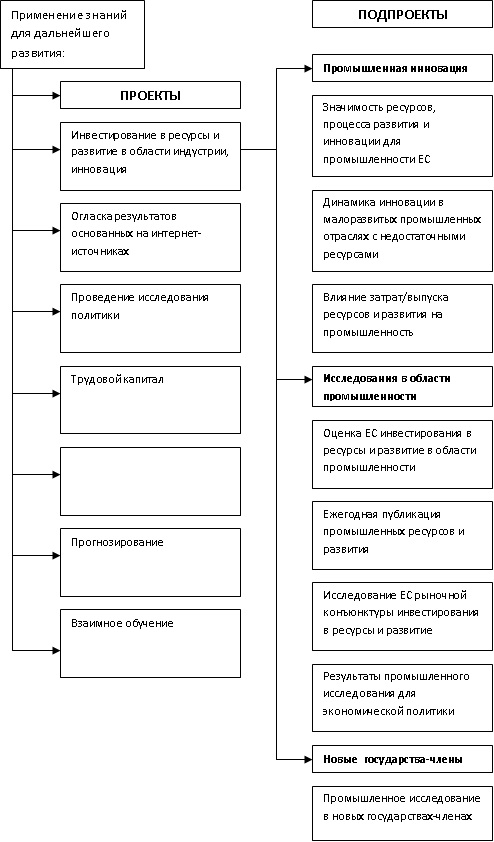 Применение знаний
для дальнейшего
развития:
ПРОЕКТЫ
Инвестирование в ресурсы и
развитие в области индустрии,
инновация
Огласка результатов
основанных на интернет-
источниках
Проведение исследования
политики
Трудовой капитал
Прогнозирование
Взаимное обучение
ПОДПРОЕКТЫ
Промышленная инновация
Значимость ресурсов,
процесса развития и
инновации для
промышленности ЕС
Динамика инновации в
малоразвитых промышленных
отраслях с недостаточными
ресурсами
Влияние затрат/выпуска
ресурсов и развития на
промышленность
Исследования в области
промышленности
Оценка ЕС инвестирования в
ресурсы и развитие в области
промышленности
Ежегодная публикация
промышленных ресурсов и
развития
Исследование ЕС рыночной
конъюнктуры инвестирования
в ресурсы и развитие
Результаты промышленного
исследования для
экономической политики
Новые государства-члены
Промышленное исследование
в новых государствах-членах